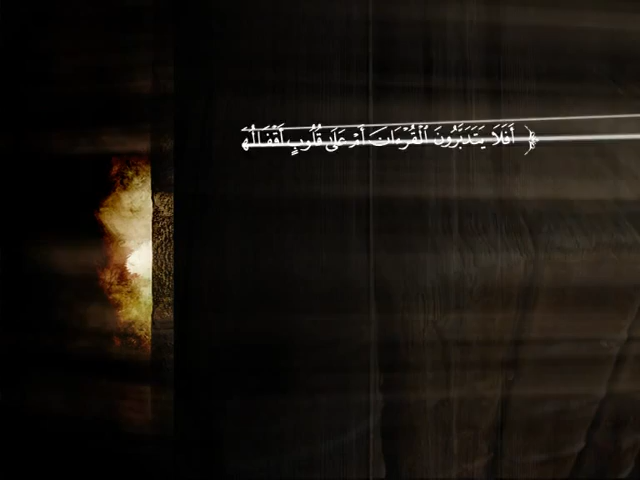 ﴿ أَفَلَا يَتَدَبَّرُونَ ٱلْقُرْءَانَ أَمْ عَلَىٰ قُلُوبٍ أَقْفَالُهَا